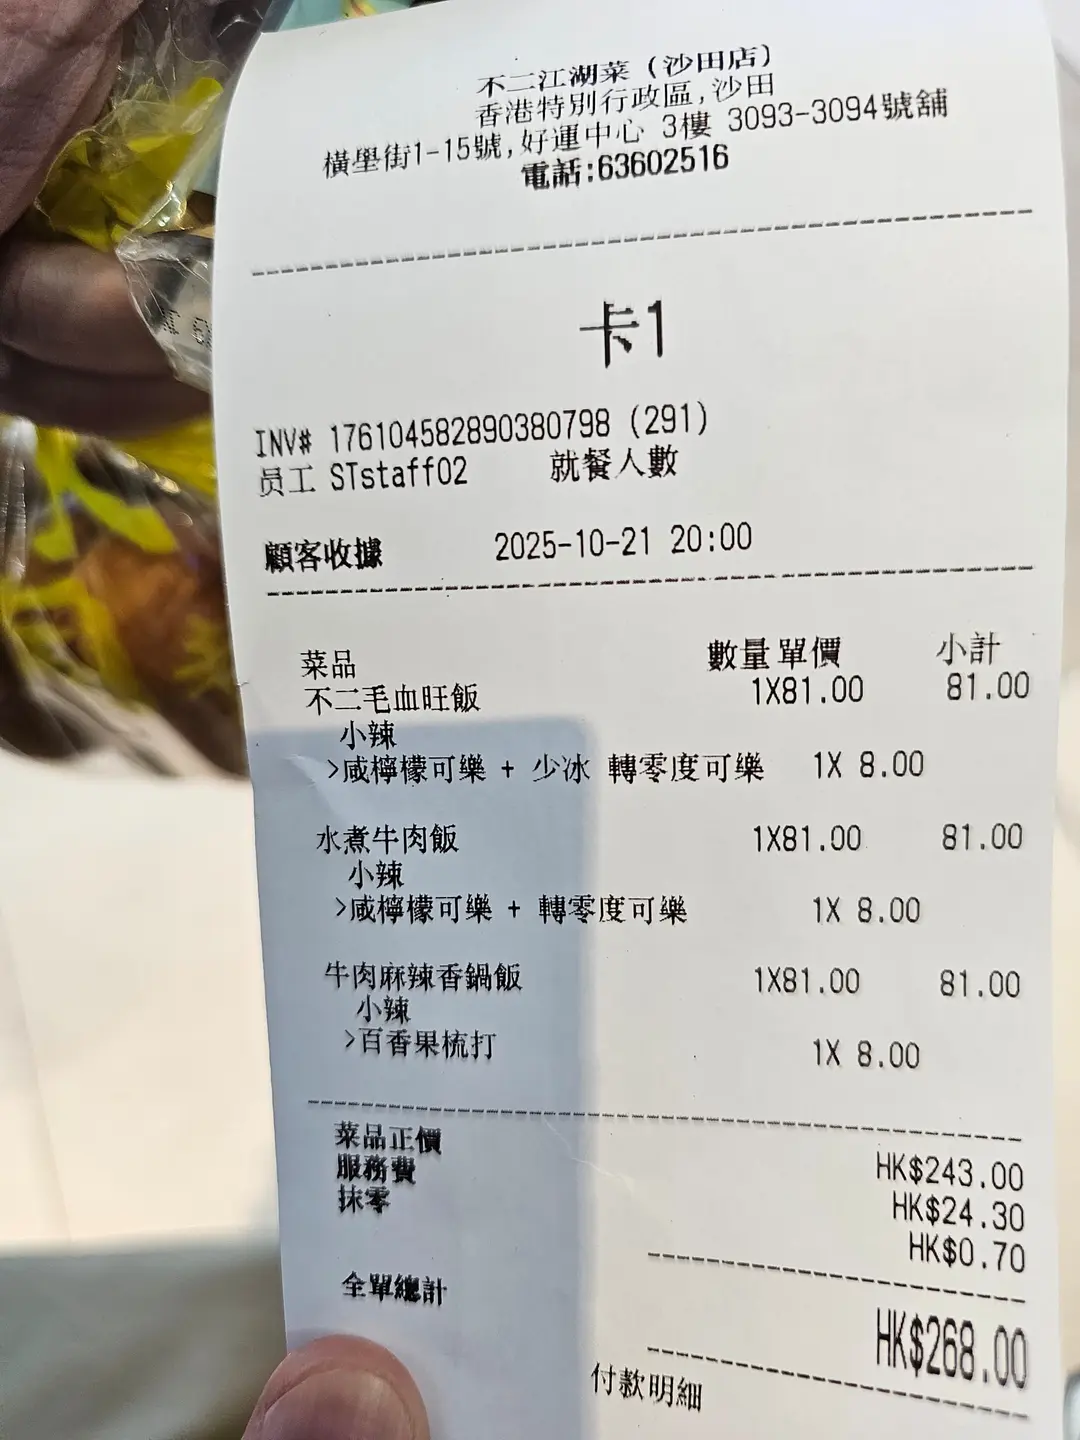 不二江湖菜(沙田店)
香港特別行政區,沙田
橫壆街1-15號,好運中心 3樓 3093-3094號舖
電話:63602516
卡1
INV# 176104582890380798 (291)
员工 STstaff02 就餐人數
顧客收據 2025-10-21 20:00
菜品 數量單價 小計
不二毛血旺飯 1X81.00 81.00
小辣
>咸檸檬可樂 + 少冰 轉零度可樂 1X 8.00
水煮牛肉飯 1X81.00 81.00
小辣
>咸檸檬可樂 + 轉零度可樂 1X 8.00
牛肉麻辣香鍋飯 1X81.00 81.00
小辣
>百香果梳打 1X 8.00
菜品正價 HK$243.00
服務費 HK$24.30
抹零 HK$0.70
全單總計 HK$268.00
付款明細